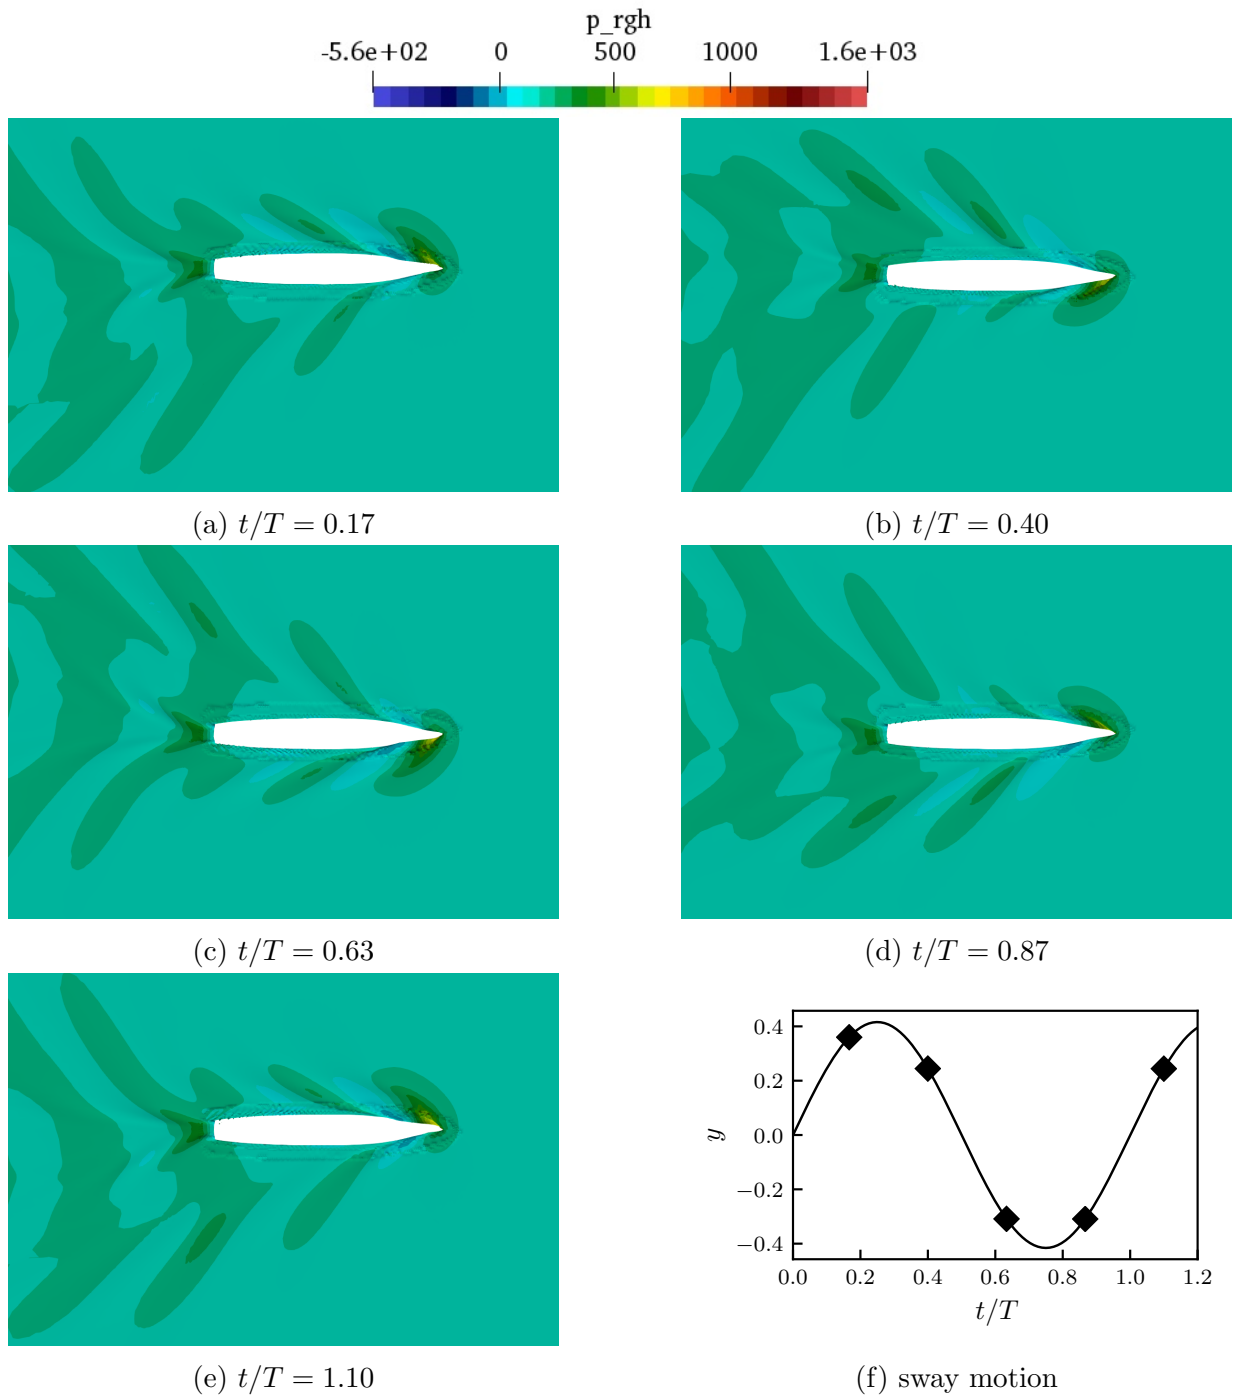 p_rgh
-5.6e+02 0 500 1000 1.6e+03
(a) t/T = 0.17
(b) t/T = 0.40
(c) t/T = 0.63
(d) t/T = 0.87
(e) t/T = 1.10
0.4
0.2
0.0
−0.2
−0.4
y
0.0 0.2 0.4 0.6 0.8 1.0 1.2
t/T
(f) sway motion